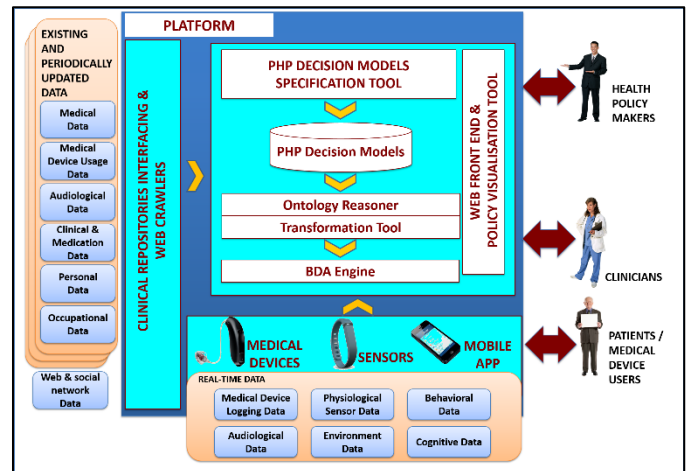 EXISTING
AND
PERIODICALLY
UPDATED
DATA
Medical
Data
Medical
Device Usage
Data
Audiological
Data
Clinical &
Medication
Data
Personal
Data
Occupational
Data
Web & social
network
Data
PLATFORM
CLINICAL REPOSITORIES INTERFACING &
WEB CRAWLERS
PHP DECISION MODELS
SPECIFICATION TOOL
PHP Decision Models
Ontology Reasoner
Transformation Tool
BDA Engine
WEB FRONT END &
POLICY VISUALISATION TOOL
MEDICAL
DEVICES
SENSORS
MOBILE
APP
REAL-TIME DATA
Medical Device
Logging Data
Physiological
Sensor Data
Behavioral
Data
Audiological
Data
Environment
Data
Cognitive Data
HEALTH
POLICY
MAKERS
CLINICIANS
PATIENTS /
MEDICAL
DEVICE
USERS